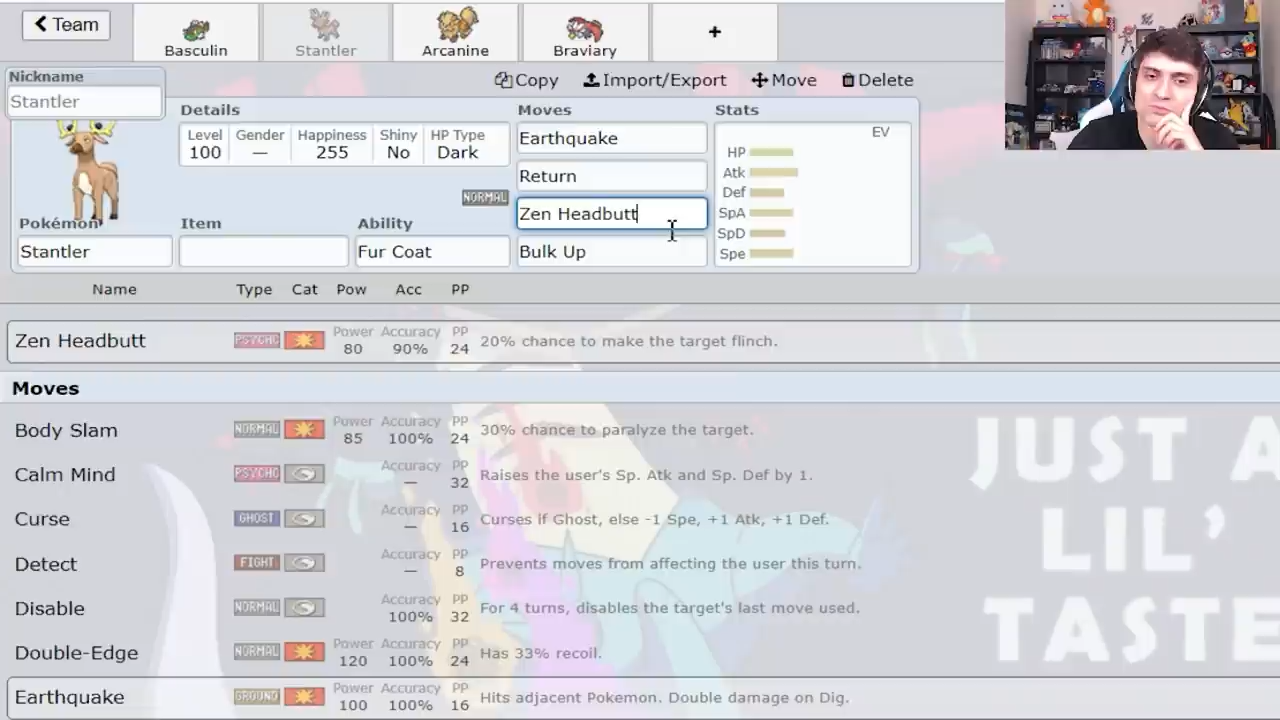 Team
Basculin
Stantler
Arcanine
Braviary
+
Nickname
Stantler
Copy Import/Export Move Delete
Details
Level Gender Happiness Shiny HP Type
100 — 255 No Dark
NORMAL
Pokémon Item Ability
Stantler Fur Coat
Moves
Earthquake
Return
Zen Headbutt
Bulk Up
Stats
EV
HP
Atk
Def
SpA
SpD
Spe
Name Type Cat Pow Acc PP
Zen Headbutt PSYCHC Power 80 Accuracy 90% PP 24 20% chance to make the target flinch.
Moves
Body Slam NORMAL Power 85 Accuracy 100% PP 24 30% chance to paralyze the target.
Calm Mind PSYCHC Accuracy — PP 32 Raises the user's Sp. Atk and Sp. Def by 1.
Curse GHOST Accuracy — PP 16 Curses if Ghost, else -1 Spe, +1 Atk, +1 Def.
Detect FIGHT Accuracy — PP 8 Prevents moves from affecting the user this turn.
Disable NORMAL Accuracy 100% PP 32 For 4 turns, disables the target's last move used.
Double-Edge NORMAL Power 120 Accuracy 100% PP 24 Has 33% recoil.
Earthquake GROUND Power 100 Accuracy 100% PP 16 Hits adjacent Pokemon. Double damage on Dig.
JUST A
LIL'
TASTE